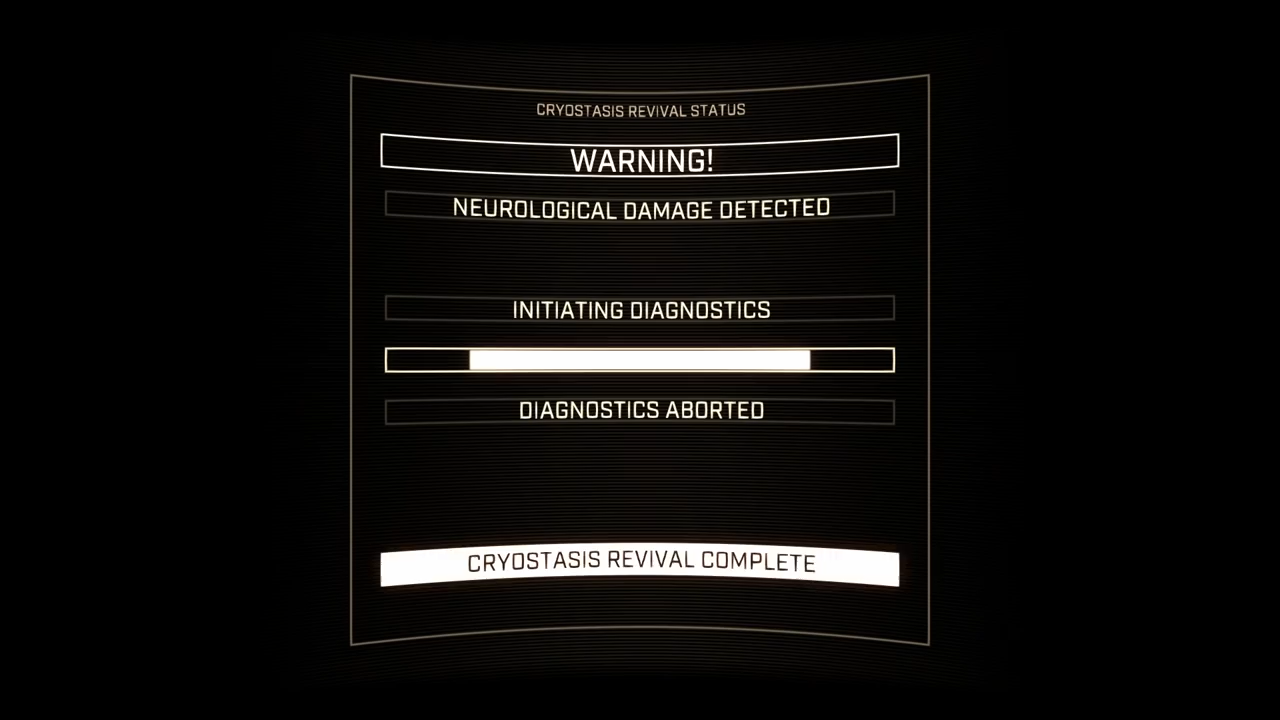 CRYOSTASIS REVIVAL STATUS
WARNING!
NEUROLOGICAL DAMAGE DETECTED
INITIATING DIAGNOSTICS
DIAGNOSTICS ABORTED
CRYOSTASIS REVIVAL COMPLETE